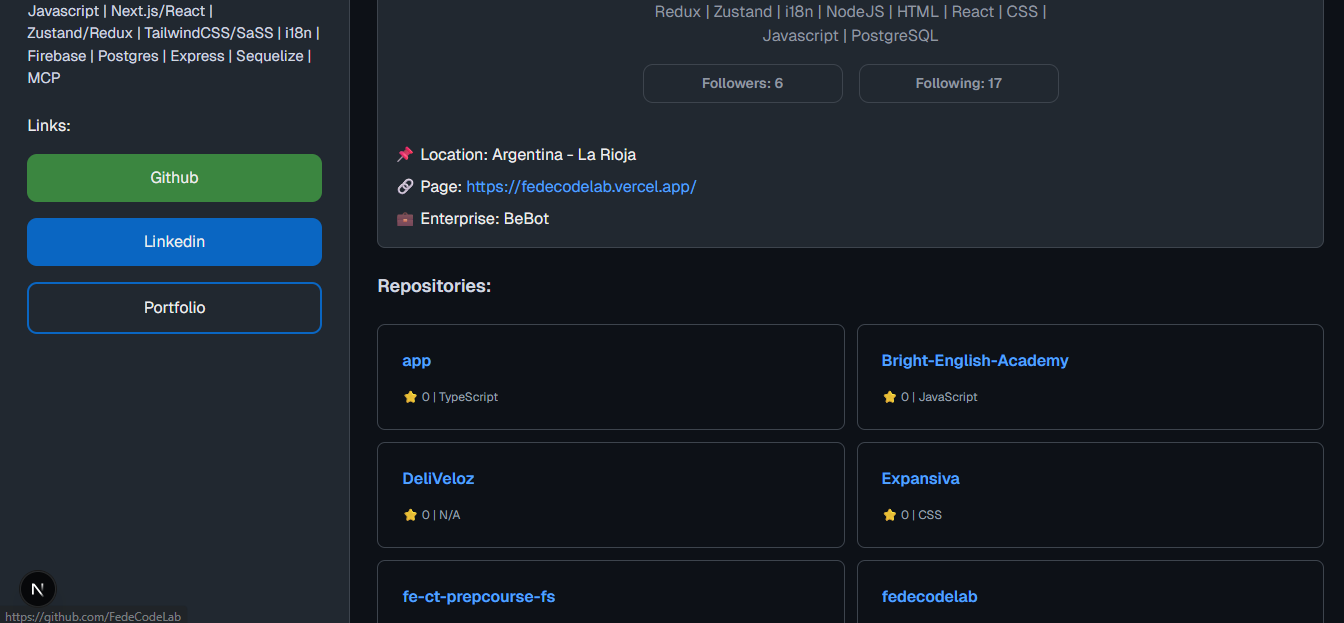 Javascript | Next.js/React |
Zustand/Redux | TailwindCSS/SaSS | i18n |
Firebase | Postgres | Express | Sequelize |
MCP
Links:
Github
Linkedin
Portfolio
N
https://github.com/FedeCodeLab
Redux | Zustand | i18n | NodeJS | HTML | React | CSS |
Javascript | PostgreSQL
Followers: 6
Following: 17
Location: Argentina - La Rioja
Page: https://fedecodelab.vercel.app/
Enterprise: BeBot
Repositories:
app
0 | TypeScript
Bright-English-Academy
0 | JavaScript
DeliVeloz
0 | N/A
Expansiva
0 | CSS
fe-ct-prepcourse-fs
fedecodelab